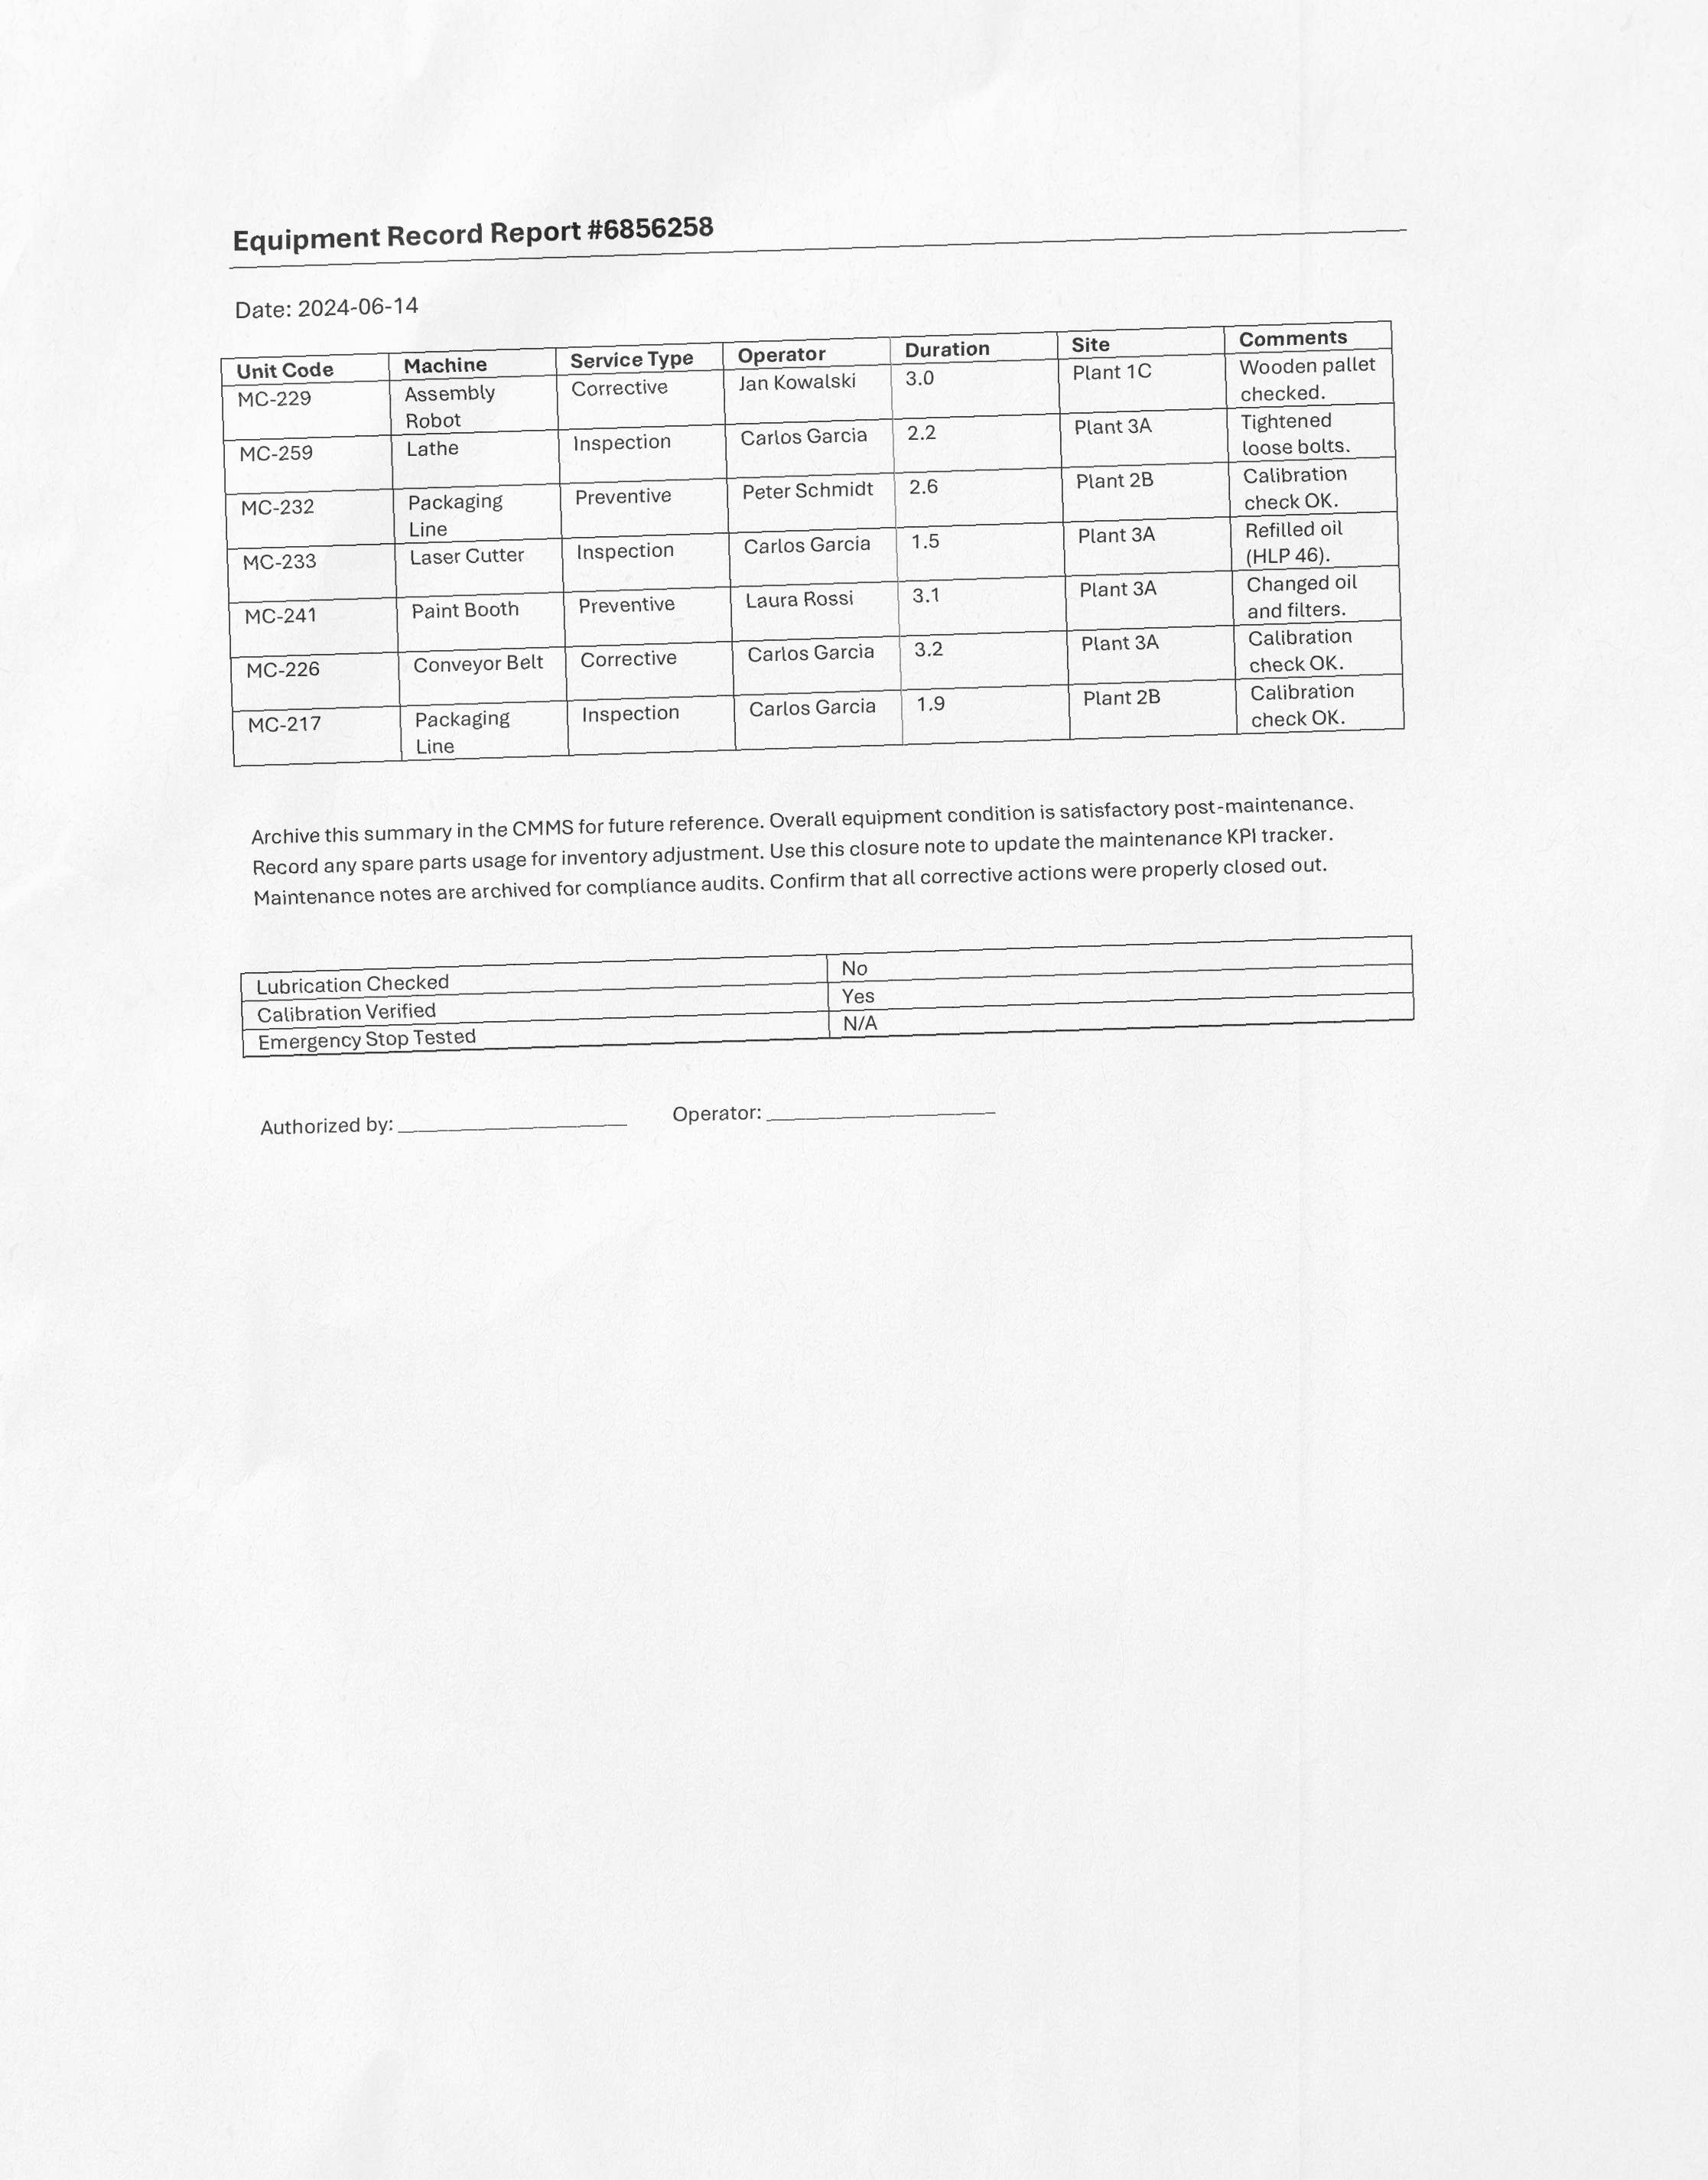 Equipment Record Report #6856258
Date: 2024-06-14
Unit Code Machine Service Type Operator Duration Site Comments
MC-229 Assembly Robot Corrective Jan Kowalski 3.0 Plant 1C Wooden pallet checked.
MC-259 Lathe Inspection Carlos Garcia 2.2 Plant 3A Tightened loose bolts.
MC-232 Packaging Line Preventive Peter Schmidt 2.6 Plant 2B Calibration check OK.
MC-233 Laser Cutter Inspection Carlos Garcia 1.5 Plant 3A Refilled oil (HLP 46).
MC-241 Paint Booth Preventive Laura Rossi 3.1 Plant 3A Changed oil and filters.
MC-226 Conveyor Belt Corrective Carlos Garcia 3.2 Plant 3A Calibration check OK.
MC-217 Packaging Line Inspection Carlos Garcia 1.9 Plant 2B Calibration check OK.
Archive this summary in the CMMS for future reference. Overall equipment condition is satisfactory post-maintenance.
Record any spare parts usage for inventory adjustment. Use this closure note to update the maintenance KPI tracker.
Maintenance notes are archived for compliance audits. Confirm that all corrective actions were properly closed out.
Lubrication Checked No
Calibration Verified Yes
Emergency Stop Tested N/A
Authorized by: ____________________ Operator: ____________________